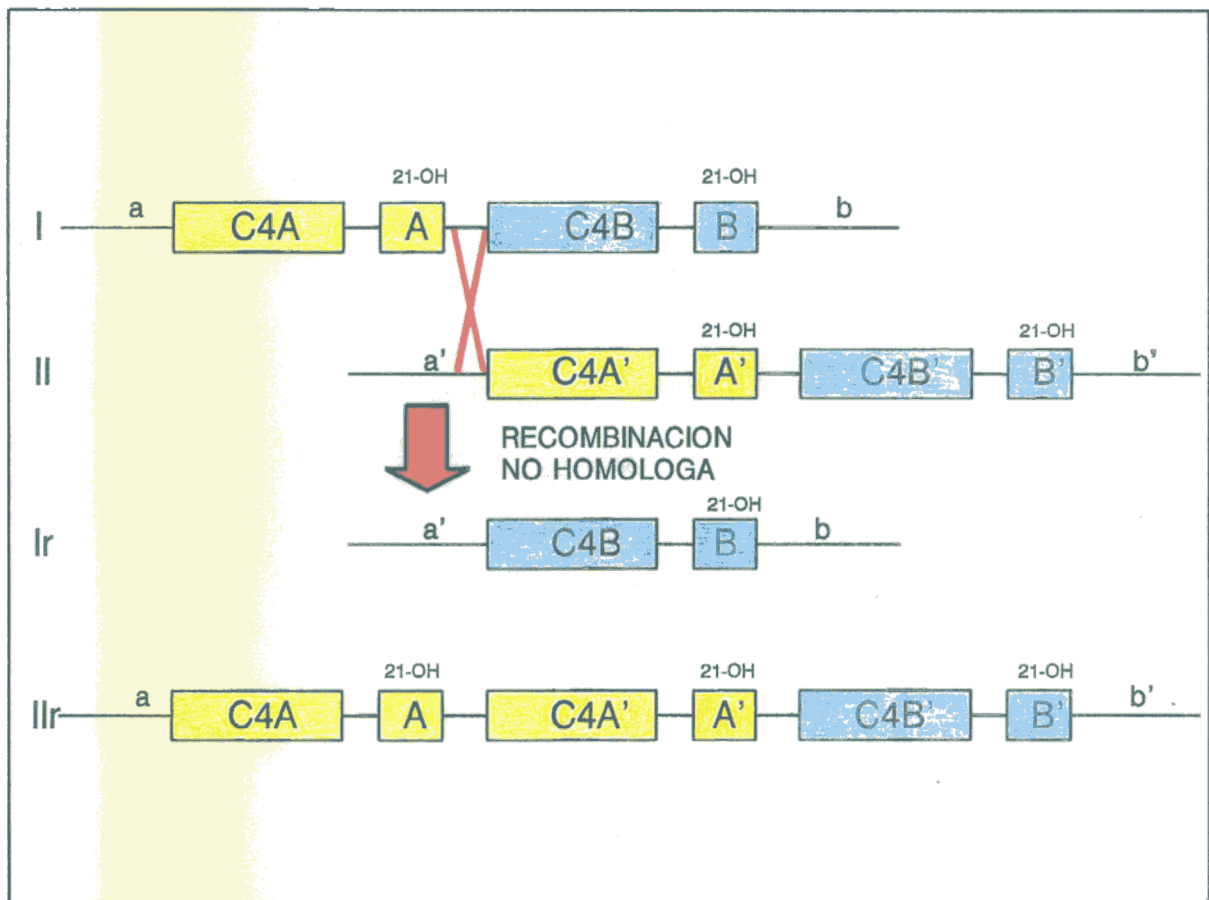 21-OH 21-OH
I a C4A A C4B B b
21-OH 21-OH
II a' C4A' A' C4B' B' b'
RECOMBINACION
NO HOMOLOGA
21-OH
Ir a' C4B B b
21-OH 21-OH 21-OH
IIr a C4A A C4A' A' C4B' B' b'